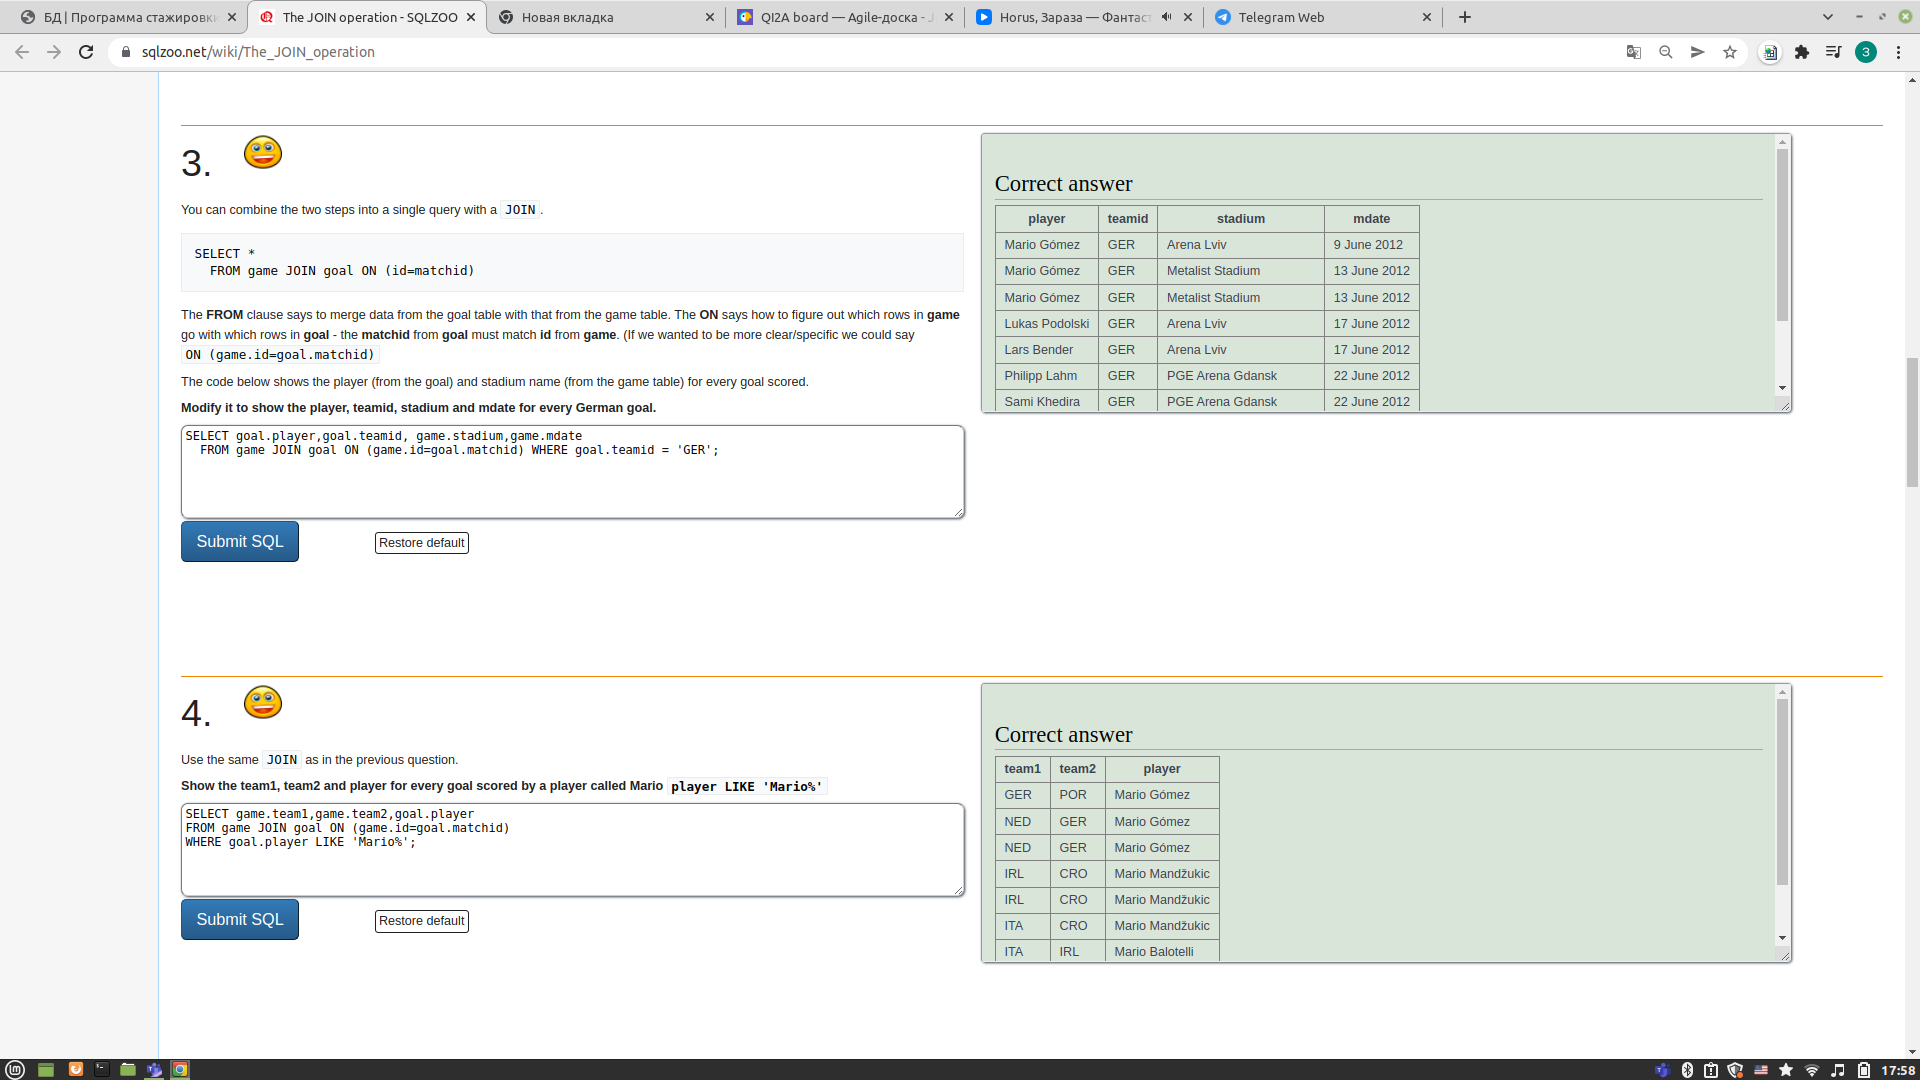 БД | Программа стажировки
The JOIN operation - SQLZOO
Новая вкладка
QI2A board — Agile-доска - J
Horus, Зараза — Фантаст
Telegram Web
sqlzoo.net/wiki/The_JOIN_operation
З
3.
You can combine the two steps into a single query with a JOIN.
SELECT *
FROM game JOIN goal ON (id=matchid)
The FROM clause says to merge data from the goal table with that from the game table. The ON says how to figure out which rows in game
go with which rows in goal - the matchid from goal must match id from game. (If we wanted to be more clear/specific we could say
ON (game.id=goal.matchid)
The code below shows the player (from the goal) and stadium name (from the game table) for every goal scored.
Modify it to show the player, teamid, stadium and mdate for every German goal.
SELECT goal.player,goal.teamid, game.stadium,game.mdate
FROM game JOIN goal ON (game.id=goal.matchid) WHERE goal.teamid = 'GER';
Submit SQL
Restore default
Correct answer
player teamid stadium mdate
Mario Gómez GER Arena Lviv 9 June 2012
Mario Gómez GER Metalist Stadium 13 June 2012
Mario Gómez GER Metalist Stadium 13 June 2012
Lukas Podolski GER Arena Lviv 17 June 2012
Lars Bender GER Arena Lviv 17 June 2012
Philipp Lahm GER PGE Arena Gdansk 22 June 2012
Sami Khedira GER PGE Arena Gdansk 22 June 2012
4.
Use the same JOIN as in the previous question.
Show the team1, team2 and player for every goal scored by a player called Mario player LIKE 'Mario%'
SELECT game.team1,game.team2,goal.player
FROM game JOIN goal ON (game.id=goal.matchid)
WHERE goal.player LIKE 'Mario%';
Submit SQL
Restore default
Correct answer
team1 team2 player
GER POR Mario Gómez
NED GER Mario Gómez
NED GER Mario Gómez
IRL CRO Mario Mandžukic
IRL CRO Mario Mandžukic
ITA CRO Mario Mandžukic
ITA IRL Mario Balotelli
17:58